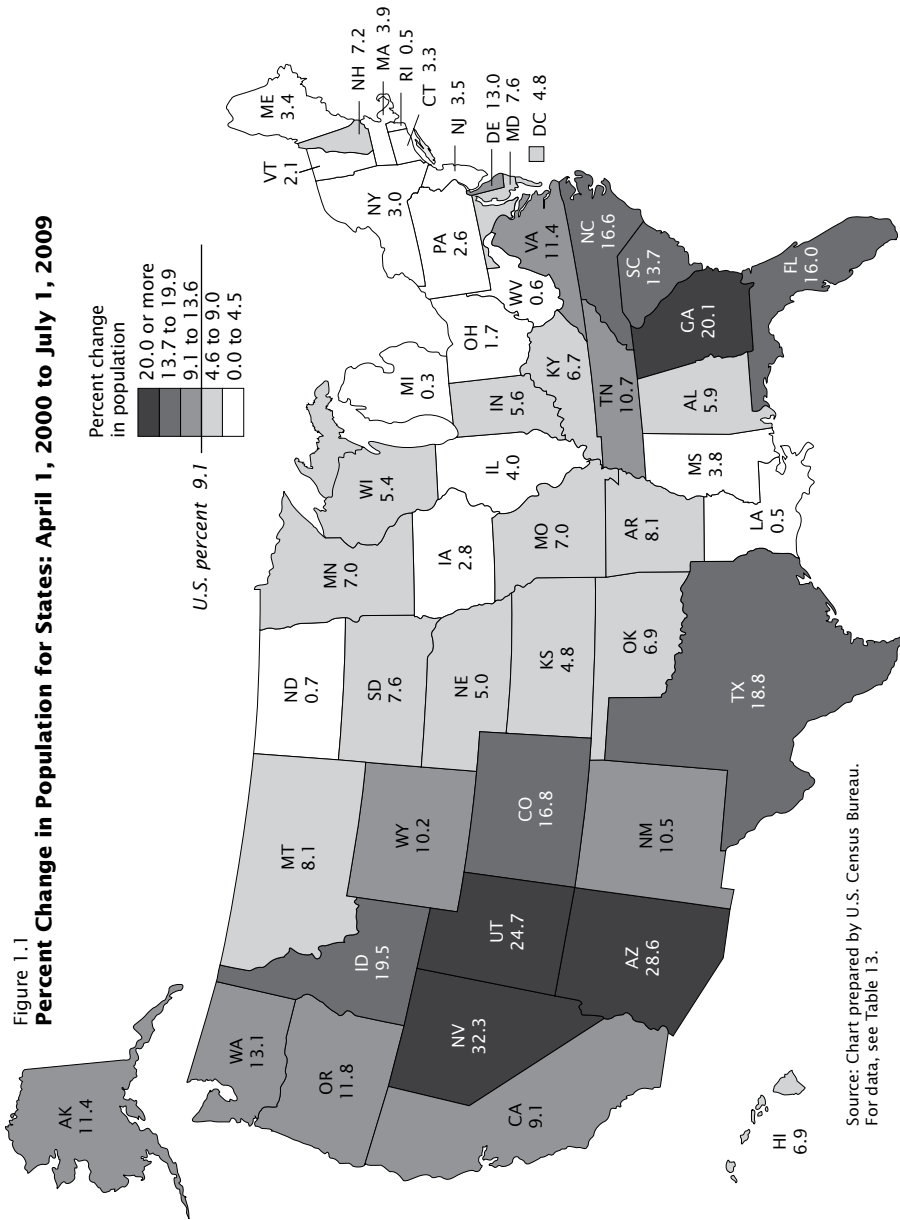 Figure 1.1
Percent Change in Population for States: April 1, 2000 to July 1, 2009
Percent change
in population
20.0 or more
13.7 to 19.9
9.1 to 13.6
U.S. percent 9.1
4.6 to 9.0
0.0 to 4.5
AK
11.4
WA
13.1
OR
11.8
CA
9.1
NV
32.3
ID
19.5
MT
8.1
WY
10.2
UT
24.7
AZ
28.6
CO
16.8
NM
10.5
ND
0.7
SD
7.6
NE
5.0
KS
4.8
OK
6.9
TX
18.8
MN
7.0
IA
2.8
MO
7.0
AR
8.1
LA
0.5
WI
5.4
IL
4.0
MS
3.8
MI
0.3
IN
5.6
OH
1.7
KY
6.7
TN
10.7
AL
5.9
GA
20.1
FL
16.0
SC
13.7
NC
16.6
VA
11.4
WV
0.6
PA
2.6
NY
3.0
VT
2.1
ME
3.4
NH 7.2
MA 3.9
RI 0.5
CT 3.3
NJ 3.5
DE 13.0
MD 7.6
DC 4.8
HI
6.9
Source: Chart prepared by U.S. Census Bureau.
For data, see Table 13.